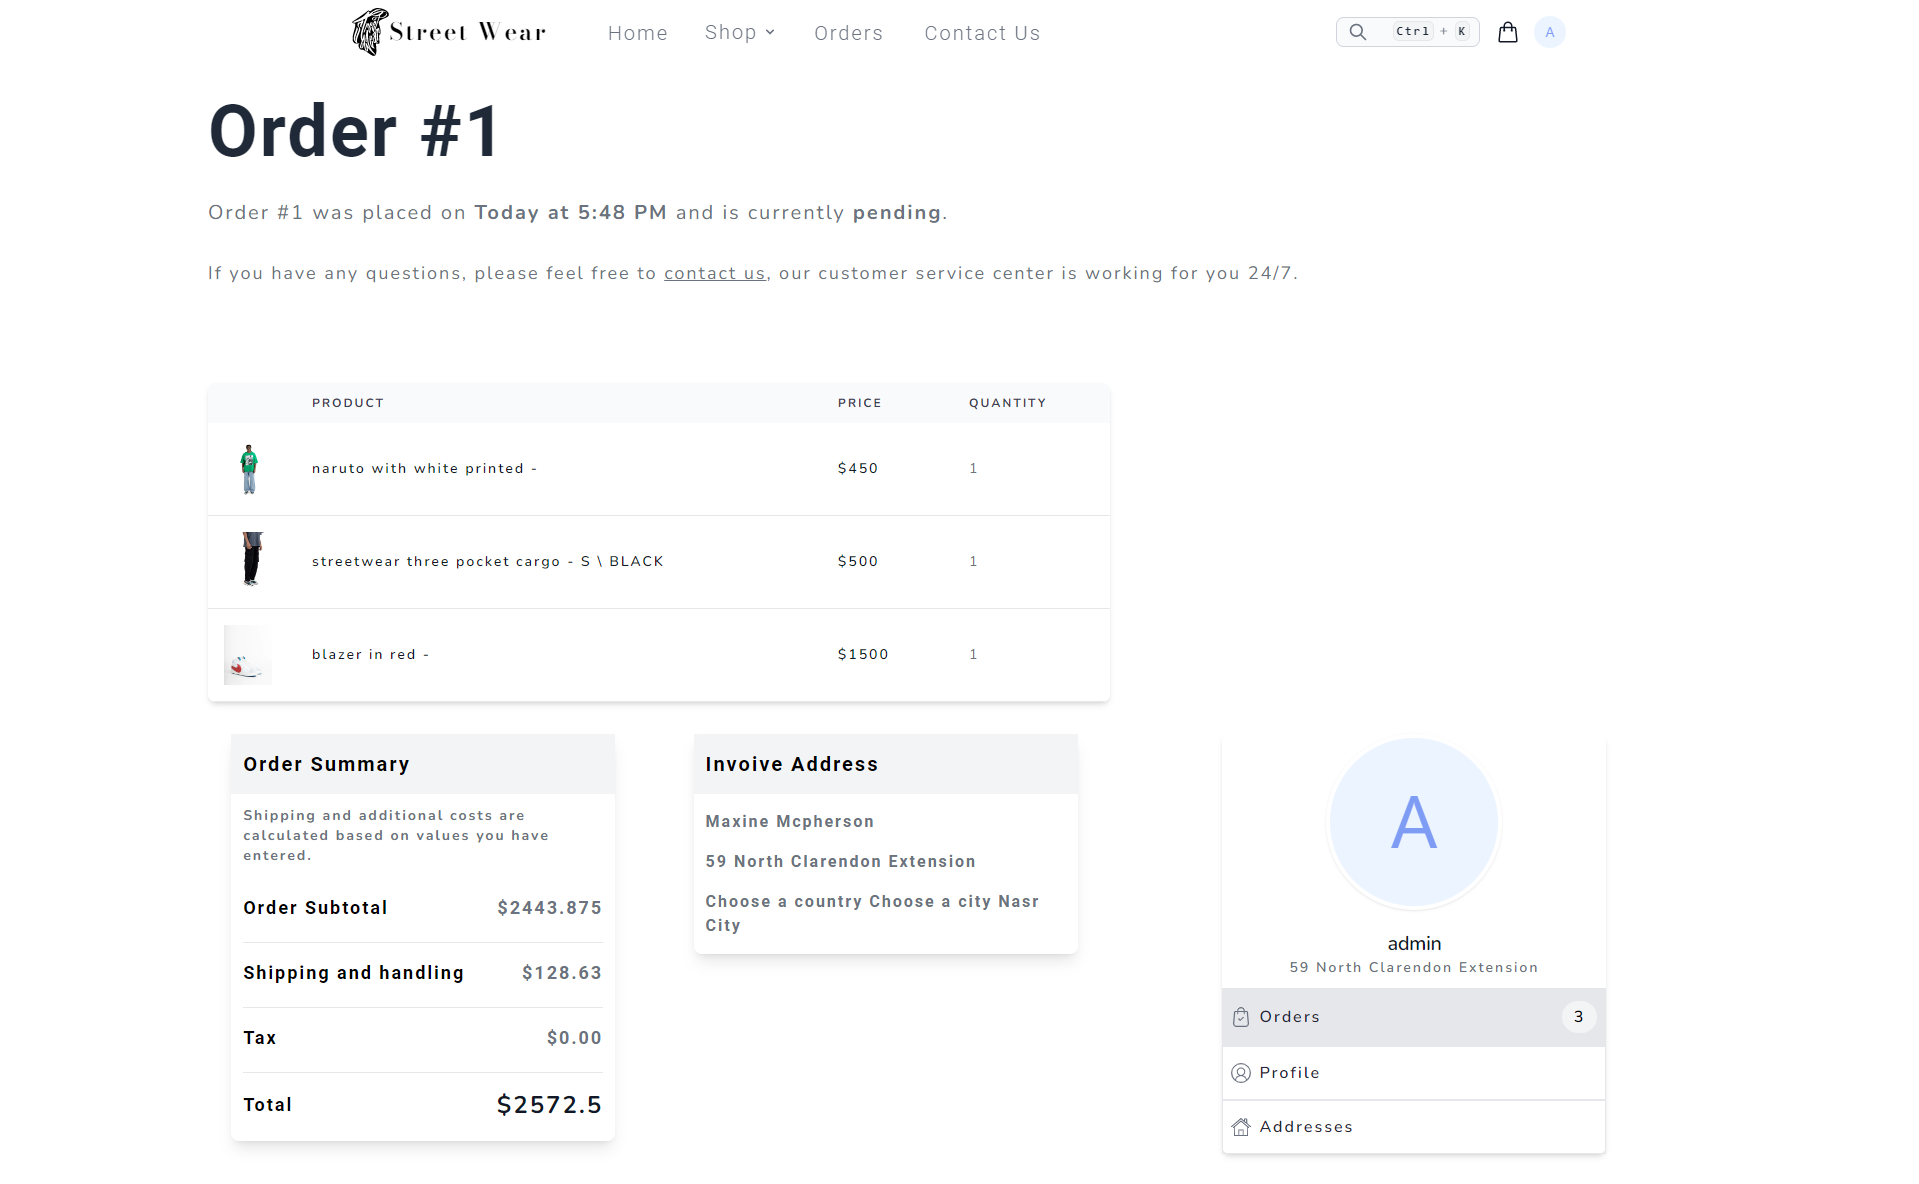 Street Wear
Home
Shop
Orders
Contact Us
Ctrl + K
A
Order #1
Order #1 was placed on Today at 5:48 PM and is currently pending.
If you have any questions, please feel free to contact us, our customer service center is working for you 24/7.
PRODUCT PRICE QUANTITY
naruto with white printed - $450 1
streetwear three pocket cargo - S \ BLACK $500 1
blazer in red - $1500 1
Order Summary
Shipping and additional costs are
calculated based on values you have
entered.
Order Subtotal $2443.875
Shipping and handling $128.63
Tax $0.00
Total $2572.5
Invoive Address
Maxine Mcpherson
59 North Clarendon Extension
Choose a country Choose a city Nasr
City
A
admin
59 North Clarendon Extension
Orders 3
Profile
Addresses